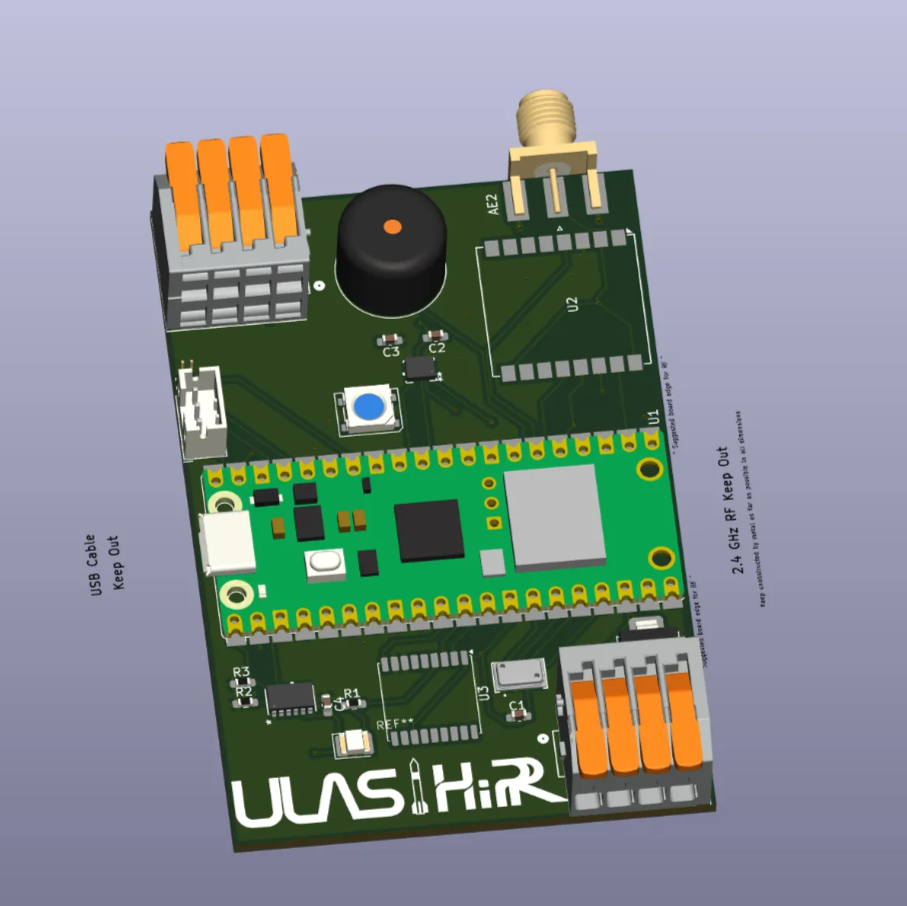 AE2
U2
C3
C2
- Suggested board edge for RF -
U1
2.4 GHz RF Keep Out
Keep unobstructed by metal as far as possible in all dimensions
USB Cable
Keep Out
- Suggested board edge for RF -
R3
R2
C4
R1
U3
REF**
C1
ULAS HiPR